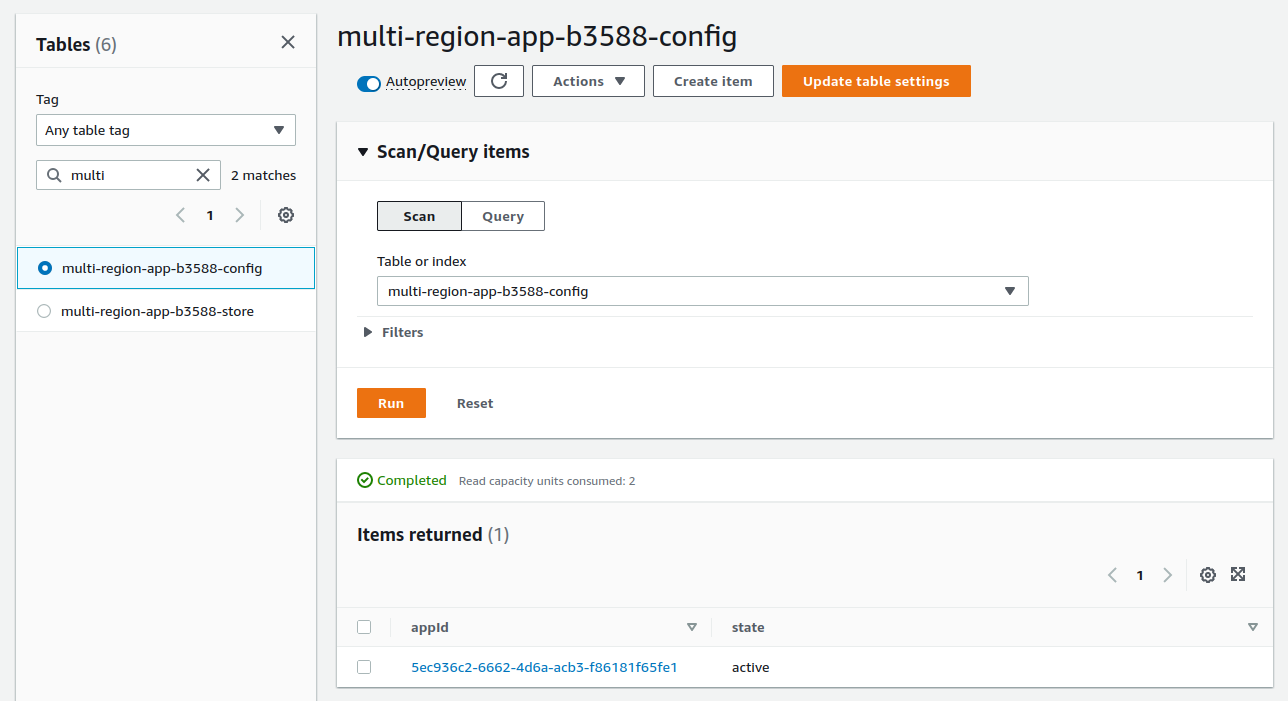 Tables (6)
Tag
Any table tag
multi
2 matches
1
multi-region-app-b3588-config
multi-region-app-b3588-store
multi-region-app-b3588-config
Autopreview
Actions
Create item
Update table settings
Scan/Query items
Scan
Query
Table or index
multi-region-app-b3588-config
Filters
Run
Reset
Completed
Read capacity units consumed: 2
Items returned (1)
1
appId
state
5ec936c2-6662-4d6a-acb3-f86181f65fe1
active